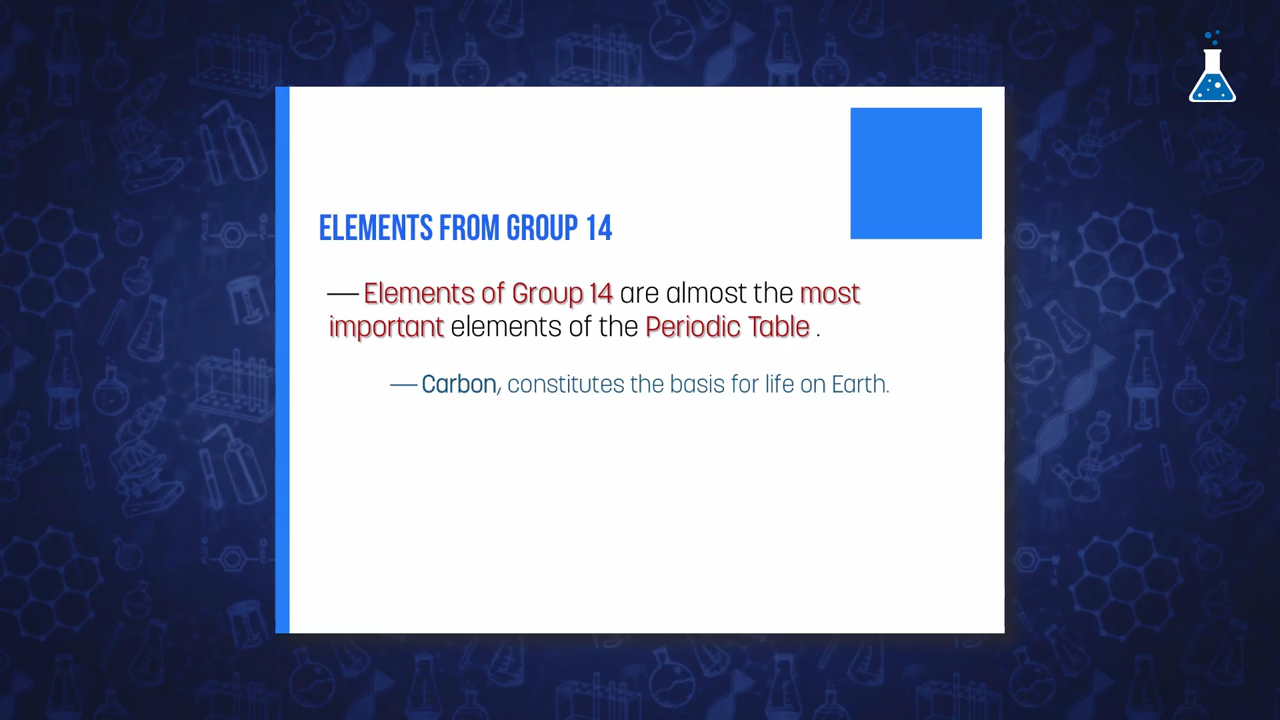 ELEMENTS FROM GROUP 14
— Elements of Group 14 are almost the most
important elements of the Periodic Table .
— Carbon, constitutes the basis for life on Earth.